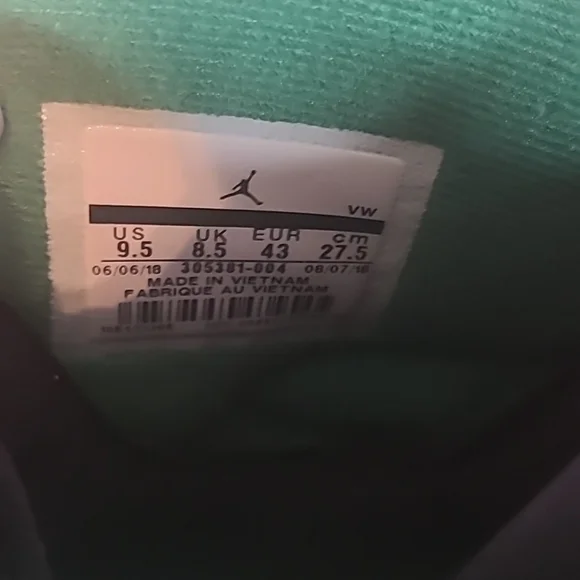 VW
US UK EUR cm
9.5 8.5 43 27.5
06/06/18 305381-004 08/07/18
MADE IN VIETNAM
FABRIQUE AU VIETNAM